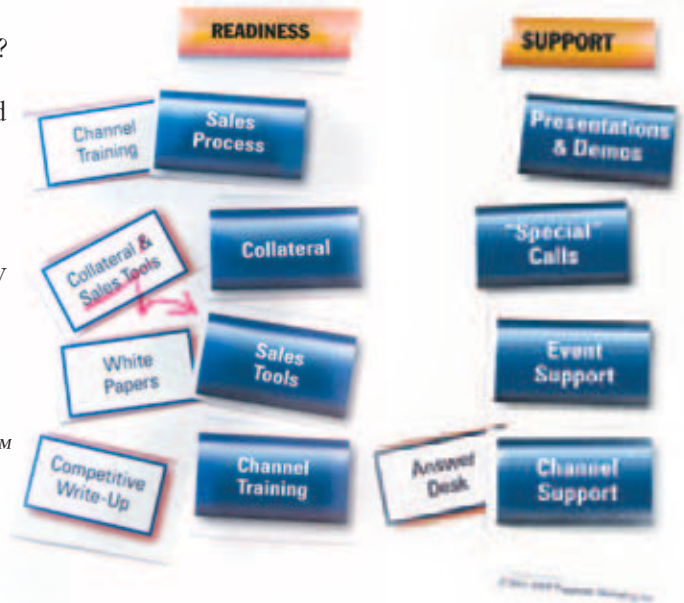 ?
READINESS
SUPPORT
d
Channel
Training
Sales
Process
Presentations
& Demos
Collateral &
Sales Tools
Collateral
"Special"
Calls
y
White
Papers
Sales
Tools
Event
Support
M
Competitive
Write-Up
Channel
Training
Answer
Desk
Channel
Support